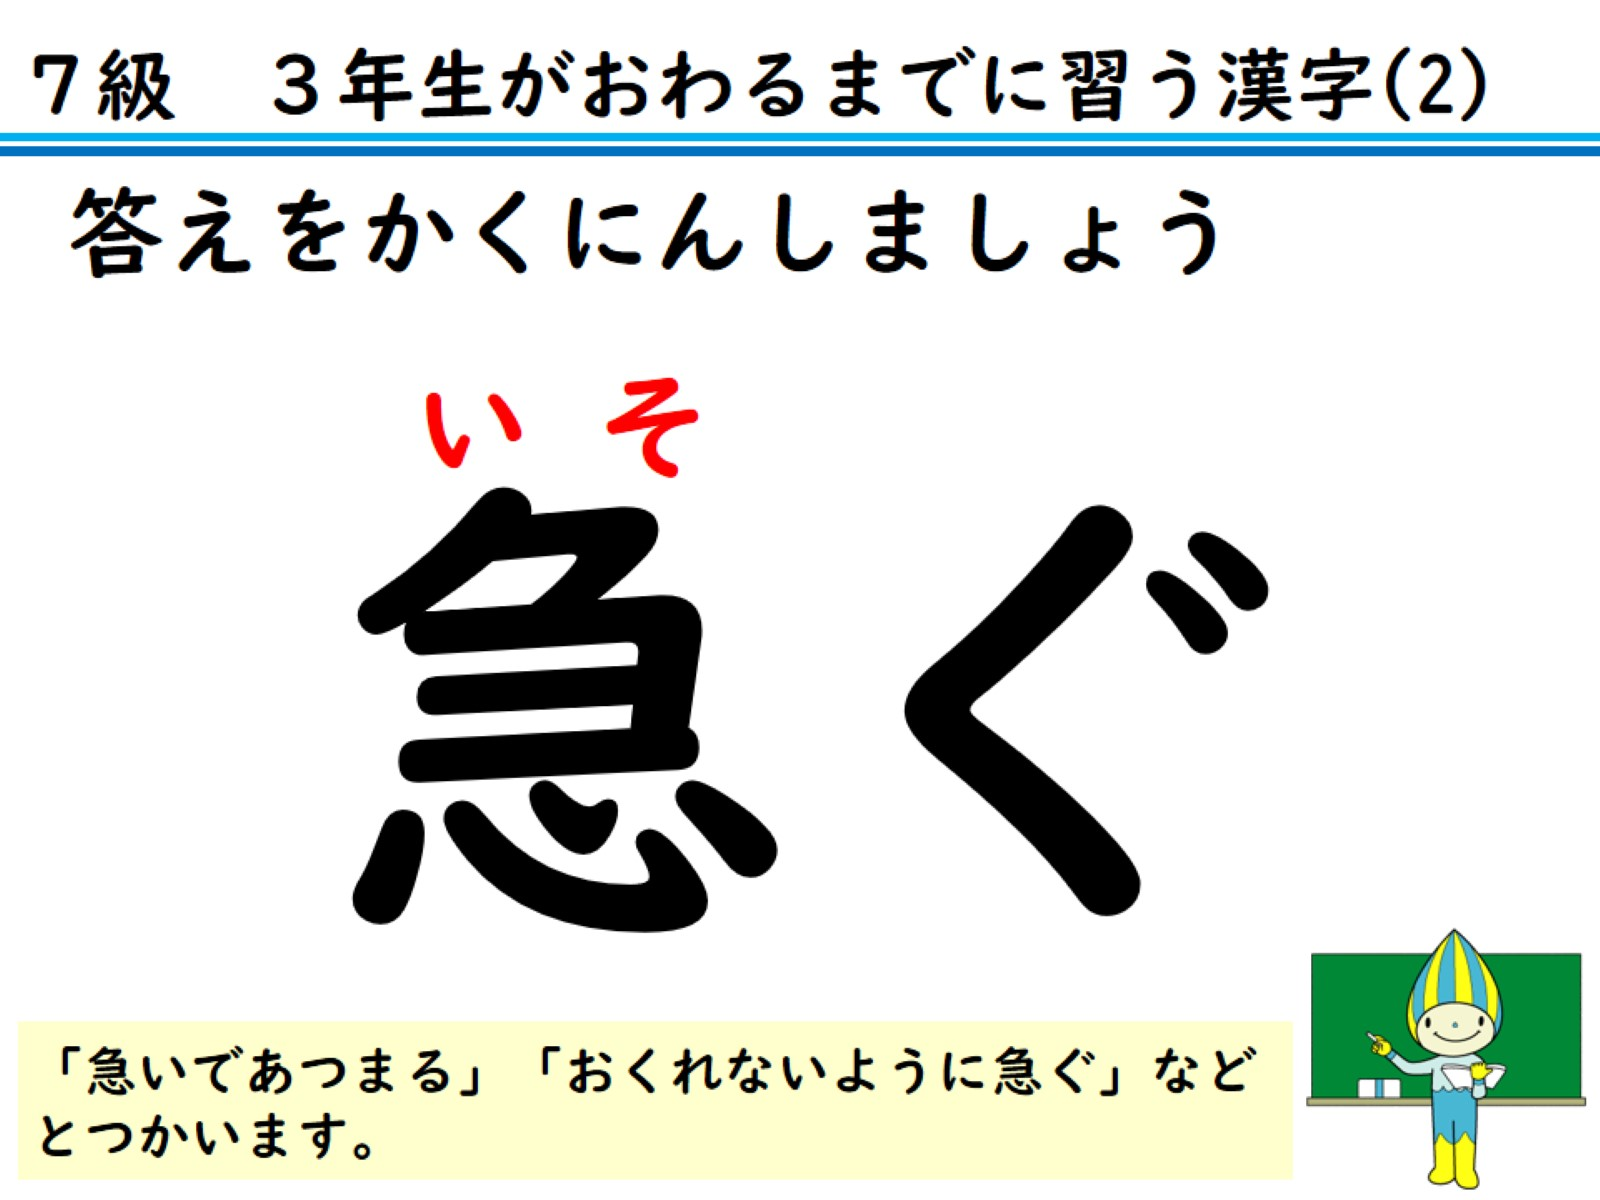 ７級　３年生がおわるまでに習う漢字(2)
答えをかくにんしましょう
いそ
急ぐ
「急いであつまる」「おくれないように急ぐ」など
とつかいます。